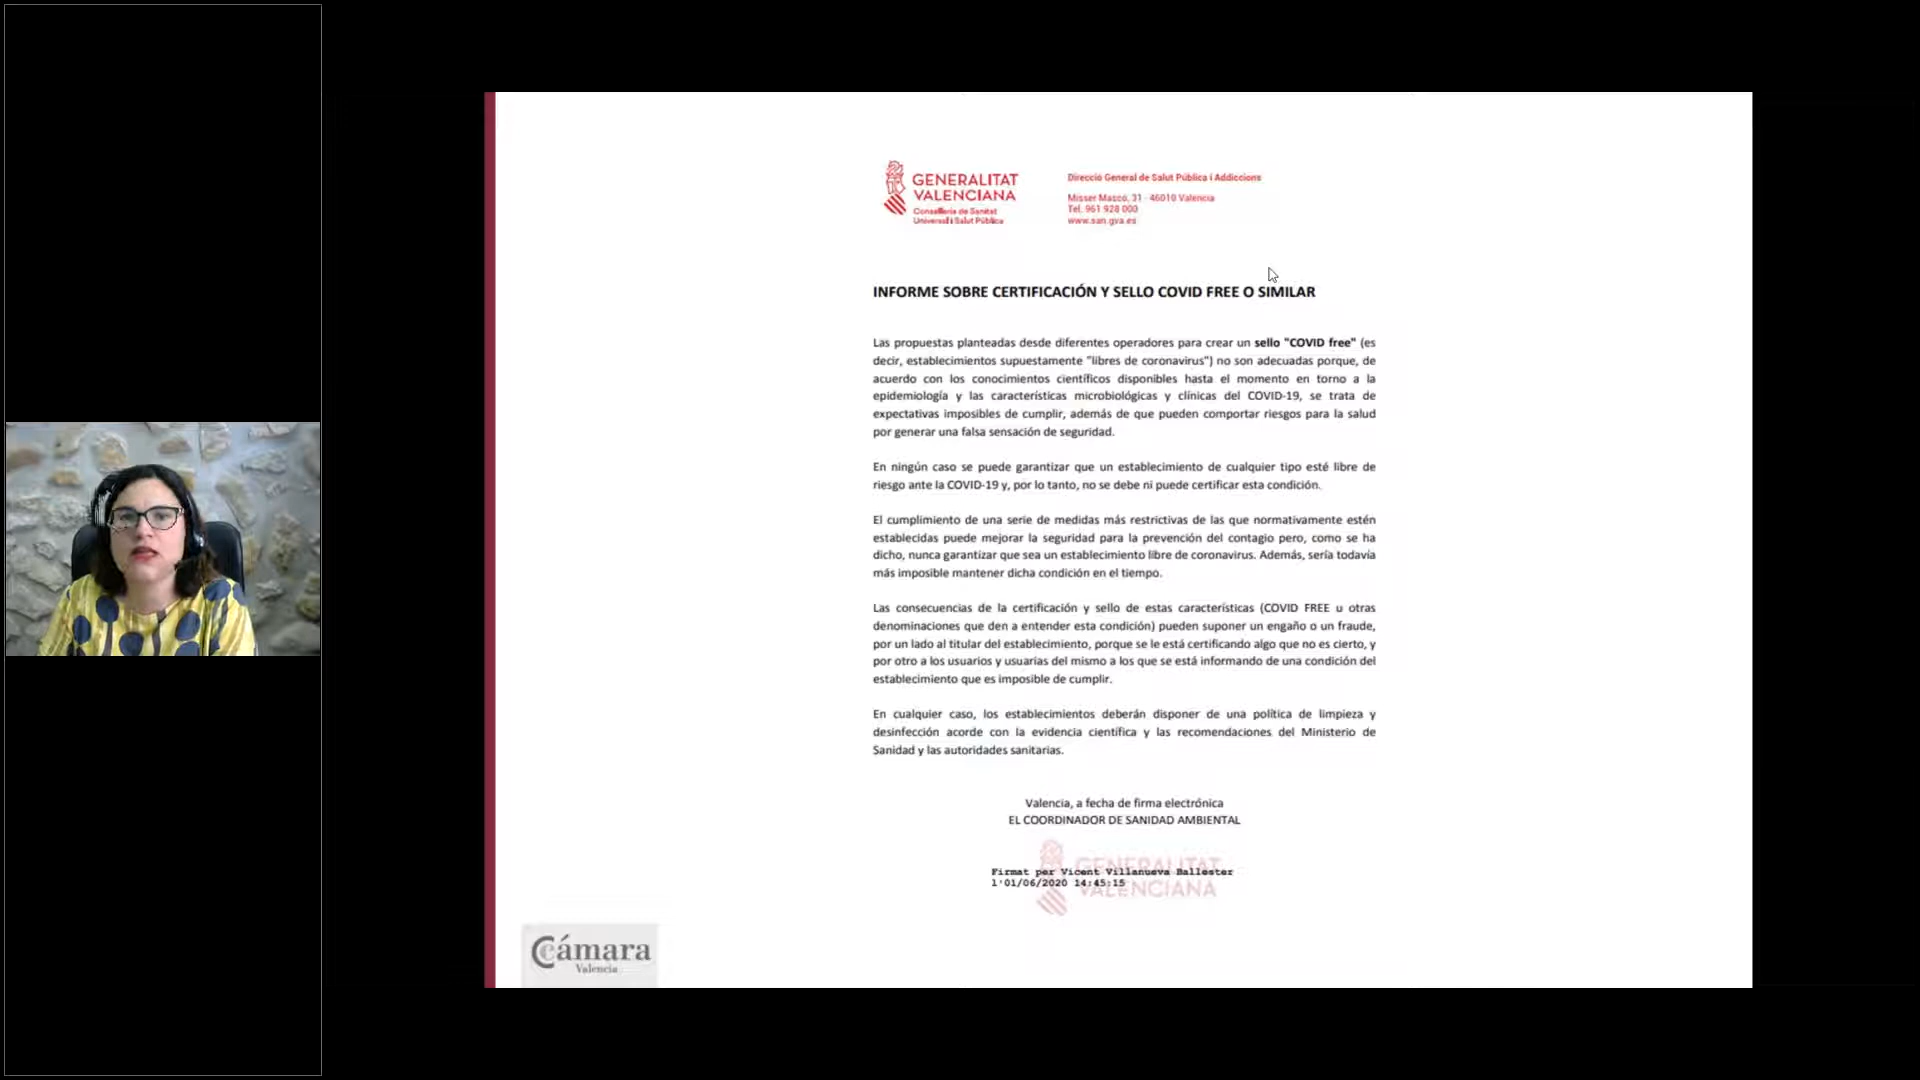 GENERALITAT
VALENCIANA
Conselleria de Sanitat
Universal i Salut Pública
Direcció General de Salut Pública i Addiccions
Misser Masco, 31 - 46010 Valencia
Tel. 961 928 000
www.san.gva.es
INFORME SOBRE CERTIFICACIÓN Y SELLO COVID FREE O SIMILAR
Las propuestas planteadas desde diferentes operadores para crear un sello "COVID free" (es
decir, establecimientos supuestamente "libres de coronavirus") no son adecuadas porque, de
acuerdo con los conocimientos científicos disponibles hasta el momento en torno a la
epidemiología y las características microbiológicas y clínicas del COVID-19, se trata de
expectativas imposibles de cumplir, además de que pueden comportar riesgos para la salud
por generar una falsa sensación de seguridad.
En ningún caso se puede garantizar que un establecimiento de cualquier tipo esté libre de
riesgo ante la COVID-19 y, por lo tanto, no se debe ni puede certificar esta condición.
El cumplimiento de una serie de medidas más restrictivas de las que normativamente estén
establecidas puede mejorar la seguridad para la prevención del contagio pero, como se ha
dicho, nunca garantizar que sea un establecimiento libre de coronavirus. Además, sería todavía
más imposible mantener dicha condición en el tiempo.
Las consecuencias de la certificación y sello de estas características (COVID FREE u otras
denominaciones que den a entender esta condición) pueden suponer un engaño o un fraude,
por un lado al titular del establecimiento, porque se le está certificando algo que no es cierto, y
por otro a los usuarios y usuarias del mismo a los que se está informando de una condición del
establecimiento que es imposible de cumplir.
En cualquier caso, los establecimientos deberán disponer de una política de limpieza y
desinfección acorde con la evidencia científica y las recomendaciones del Ministerio de
Sanidad y las autoridades sanitarias.
Valencia, a fecha de firma electrónica
EL COORDINADOR DE SANIDAD AMBIENTAL
GENERALITAT
VALENCIANA
Firmat per Vicent Villanueva Ballester
l'01/06/2020 14:45:15
Cámara
Valencia